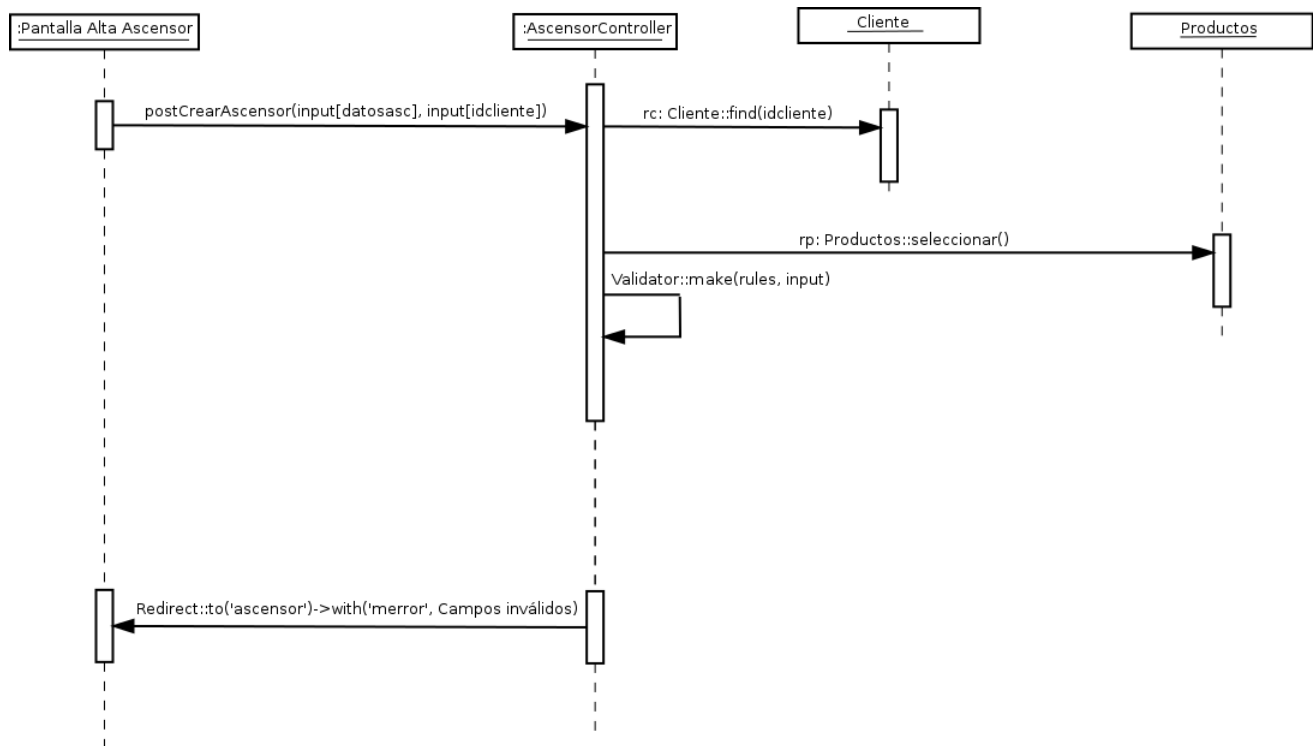 :Pantalla Alta Ascensor
:AscensorController
Cliente
Productos
postCrearAscensor(input[datosasc], input[idcliente])
rc: Cliente::find(idcliente)
rp: Productos::seleccionar()
Validator::make(rules, input)
Redirect::to('ascensor')->with('merror', Campos inválidos)